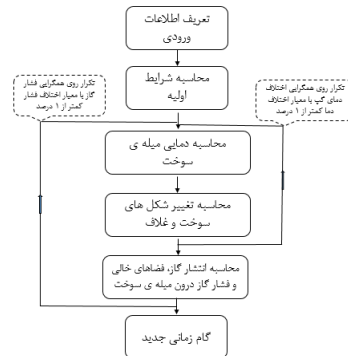 تعریف اطلاعات
ورودی
محاسبه شرایط
اولیه
تکرار روی همگرایی فشار
گاز با معیار اختلاف فشار
کمتر از ۱ درصد
تکرار روی همگرایی اختلاف
دمای گپ با معیار اختلاف
دما کمتر از ۱ درصد
محاسبه دمایی میله ی
سوخت
محاسبه تغییر شکل های
سوخت و غلاف
محاسبه انتشار گاز، فضاهای خالی
و فشار گاز درون میله ی سوخت
گام زمانی جدید